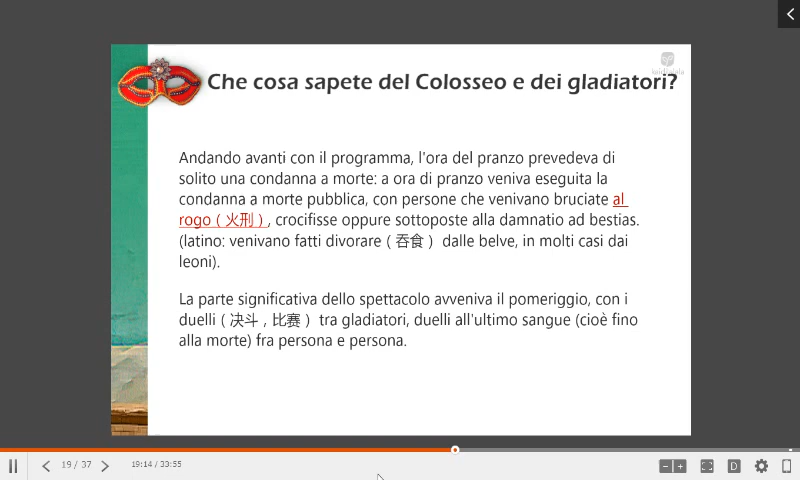 Che cosa sapete del Colosseo e dei gladiatori?
Andando avanti con il programma, l'ora del pranzo prevedeva di
solito una condanna a morte: a ora di pranzo veniva eseguita la
condanna a morte pubblica, con persone che venivano bruciate al
rogo ( 火刑 ) , crocifisse oppure sottoposte alla damnatio ad bestias.
(latino: venivano fatti divorare ( 吞食 ) dalle belve, in molti casi dai
leoni).
La parte significativa dello spettacolo avveniva il pomeriggio, con i
duelli ( 决斗 , 比赛 ) tra gladiatori, duelli all'ultimo sangue (cioè fino
alla morte) fra persona e persona.
19 / 37
19:14 / 33:55
D